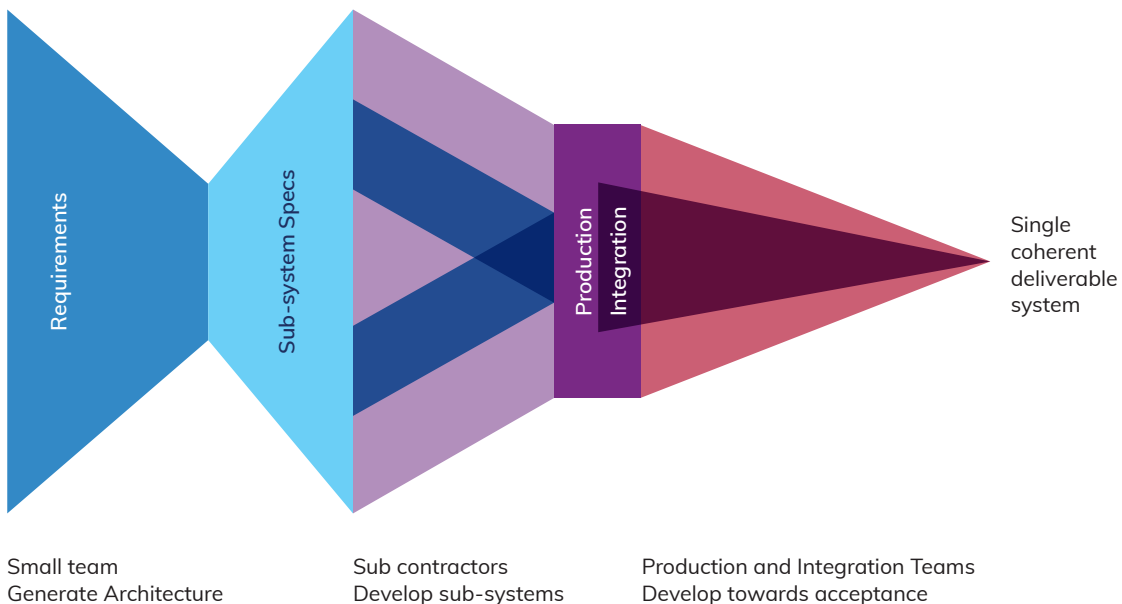 Requirements
Sub-system Specs
Production
Integration
Single
coherent
deliverable
system
Small team
Generate Architecture
Sub contractors
Develop sub-systems
Production and Integration Teams
Develop towards acceptance